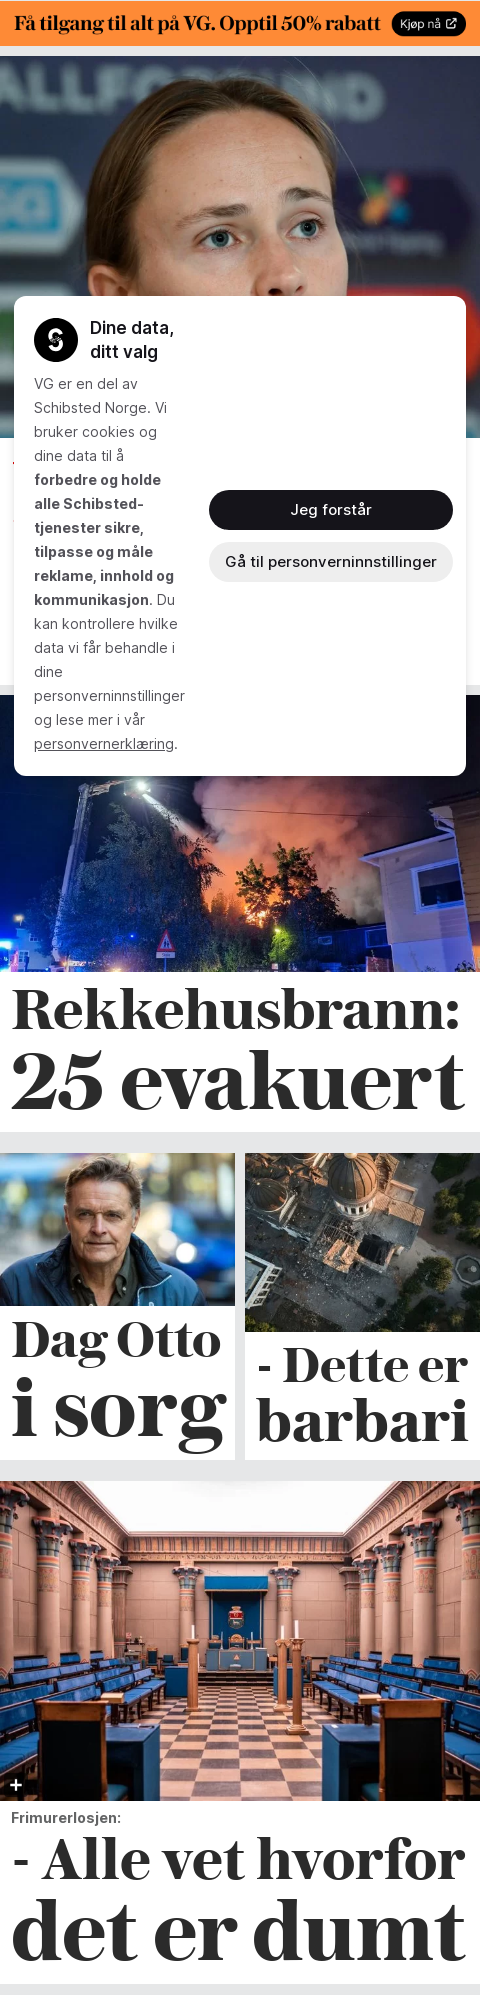 Få tilgang til alt på VG. Opptil 50% rabatt
Kjøp nå
Dine data,
ditt valg
VG er en del av
Schibsted Norge. Vi
bruker cookies og
dine data til å
forbedre og holde
alle Schibsted-
tjenester sikre,
tilpasse og måle
reklame, innhold og
kommunikasjon. Du
kan kontrollere hvilke
data vi får behandle i
dine
personverninnstillinger
og lese mer i vår
personvernerklæring.
Jeg forstår
Gå til personverninnstillinger
Rekkehusbrann:
25 evakuert
Dag Otto
i sorg
- Dette er
barbari
Frimurerlosjen:
- Alle vet hvorfor
det er dumt